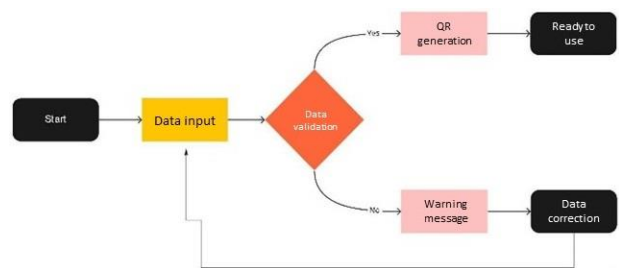 Start
Data input
Data
validation
Yes
QR
generation
Ready to
use
No
Warning
message
Data
correction